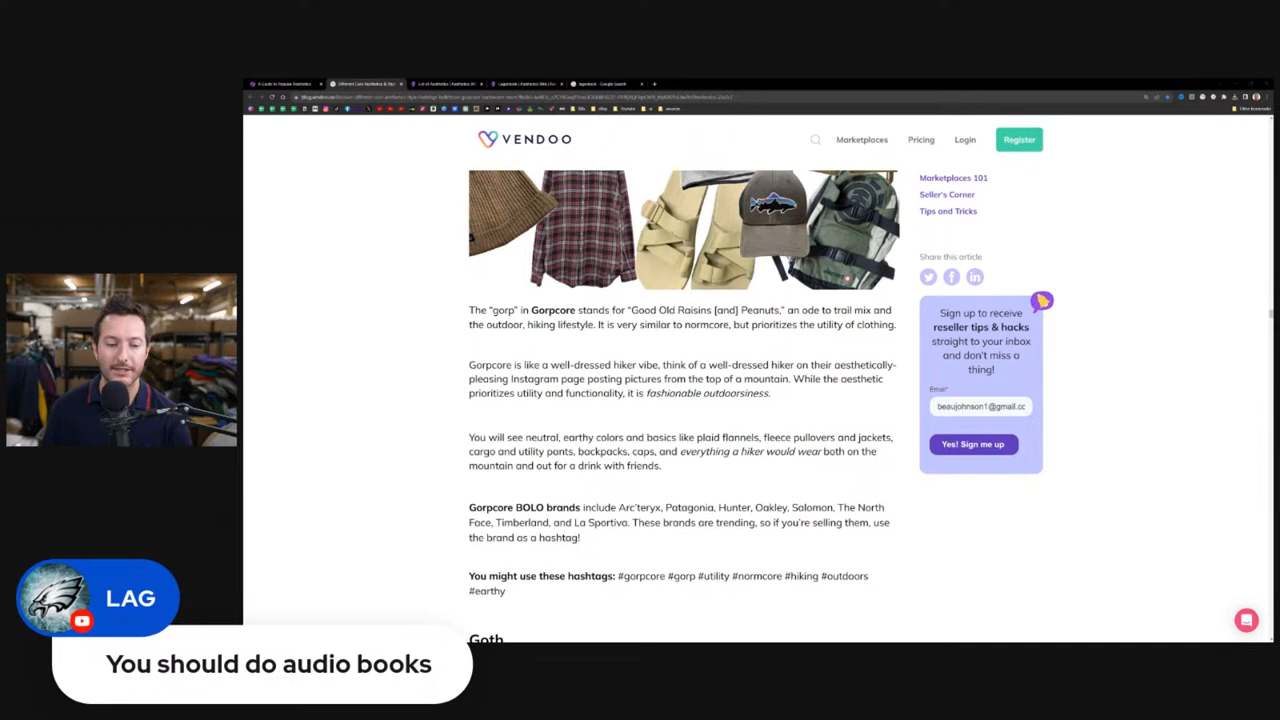 A Guide to Popular Aesthetics
VENDOO
Marketplaces
Pricing
Login
Register
Marketplaces 101
Seller's Corner
Tips and Tricks
Share this article
Sign up to receive
reseller tips & hacks
straight to your inbox
and don't miss a
thing!
Email*
beaujohnson1@gmail.cc
Yes! Sign me up
The "gorp" in Gorpcore stands for "Good Old Raisins [and] Peanuts," an ode to trail mix and
the outdoor, hiking lifestyle. It is very similar to normcore, but prioritizes the utility of clothing.
Gorpcore is like a well-dressed hiker vibe, think of a well-dressed hiker on their aesthetically-
pleasing Instagram page posting pictures from the top of a mountain. While the aesthetic
prioritizes utility and functionality, it is fashionable outdoorsiness.
You will see neutral, earthy colors and basics like plaid flannels, fleece pullovers and jackets,
cargo and utility pants, backpacks, caps, and everything a hiker would wear both on the
mountain and out for a drink with friends.
Gorpcore BOLO brands include Arc'teryx, Patagonia, Hunter, Oakley, Salomon, The North
Face, Timberland, and La Sportiva. These brands are trending, so if you're selling them, use
the brand as a hashtag!
You might use these hashtags: #gorpcore #gorp #utility #normcore #hiking #outdoors
#earthy
Goth
LAG
You should do audio books